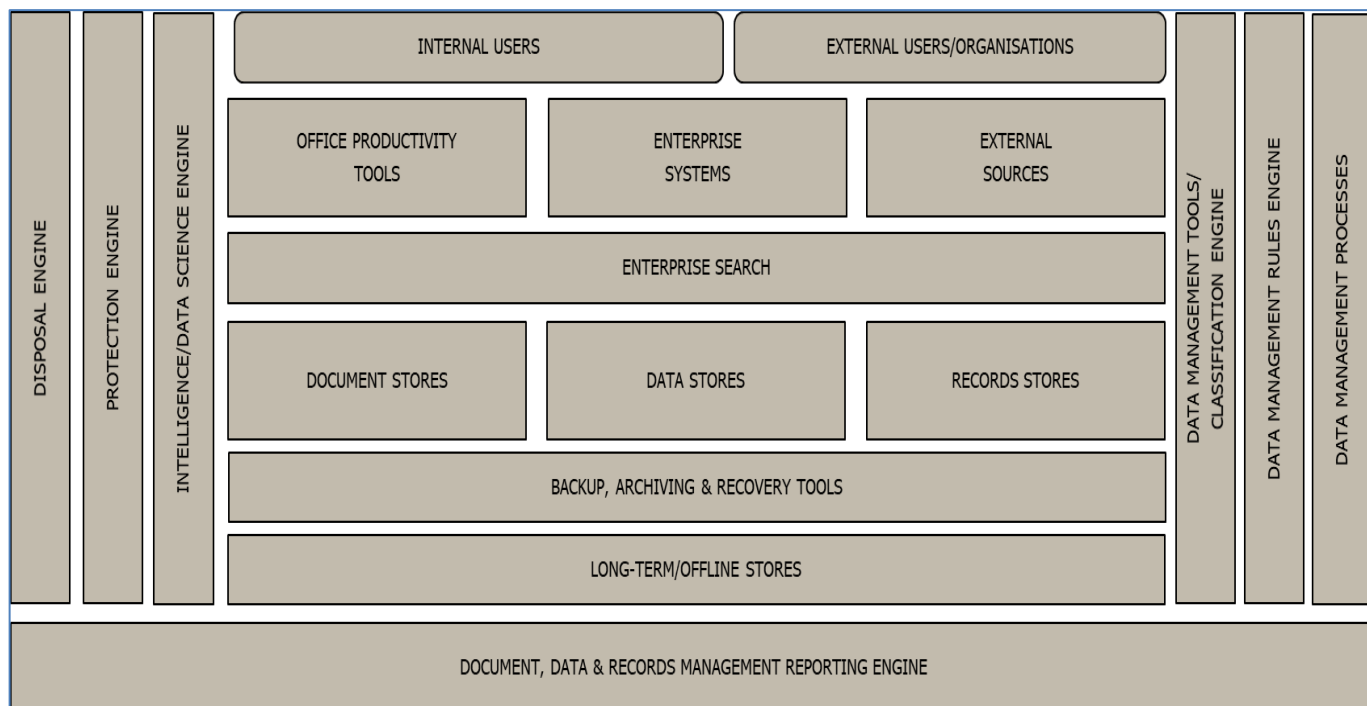 INTERNAL USERS
EXTERNAL USERS/ORGANISATIONS
OFFICE PRODUCTIVITY
TOOLS
ENTERPRISE
SYSTEMS
EXTERNAL
SOURCES
ENTERPRISE SEARCH
DOCUMENT STORES
DATA STORES
RECORDS STORES
BACKUP, ARCHIVING & RECOVERY TOOLS
LONG-TERM/OFFLINE STORES
DISPOSAL ENGINE
PROTECTION ENGINE
INTELLIGENCE/DATA SCIENCE ENGINE
DATA MANAGEMENT TOOLS/
CLASSIFICATION ENGINE
DATA MANAGEMENT RULES ENGINE
DATA MANAGEMENT PROCESSES
DOCUMENT, DATA & RECORDS MANAGEMENT REPORTING ENGINE